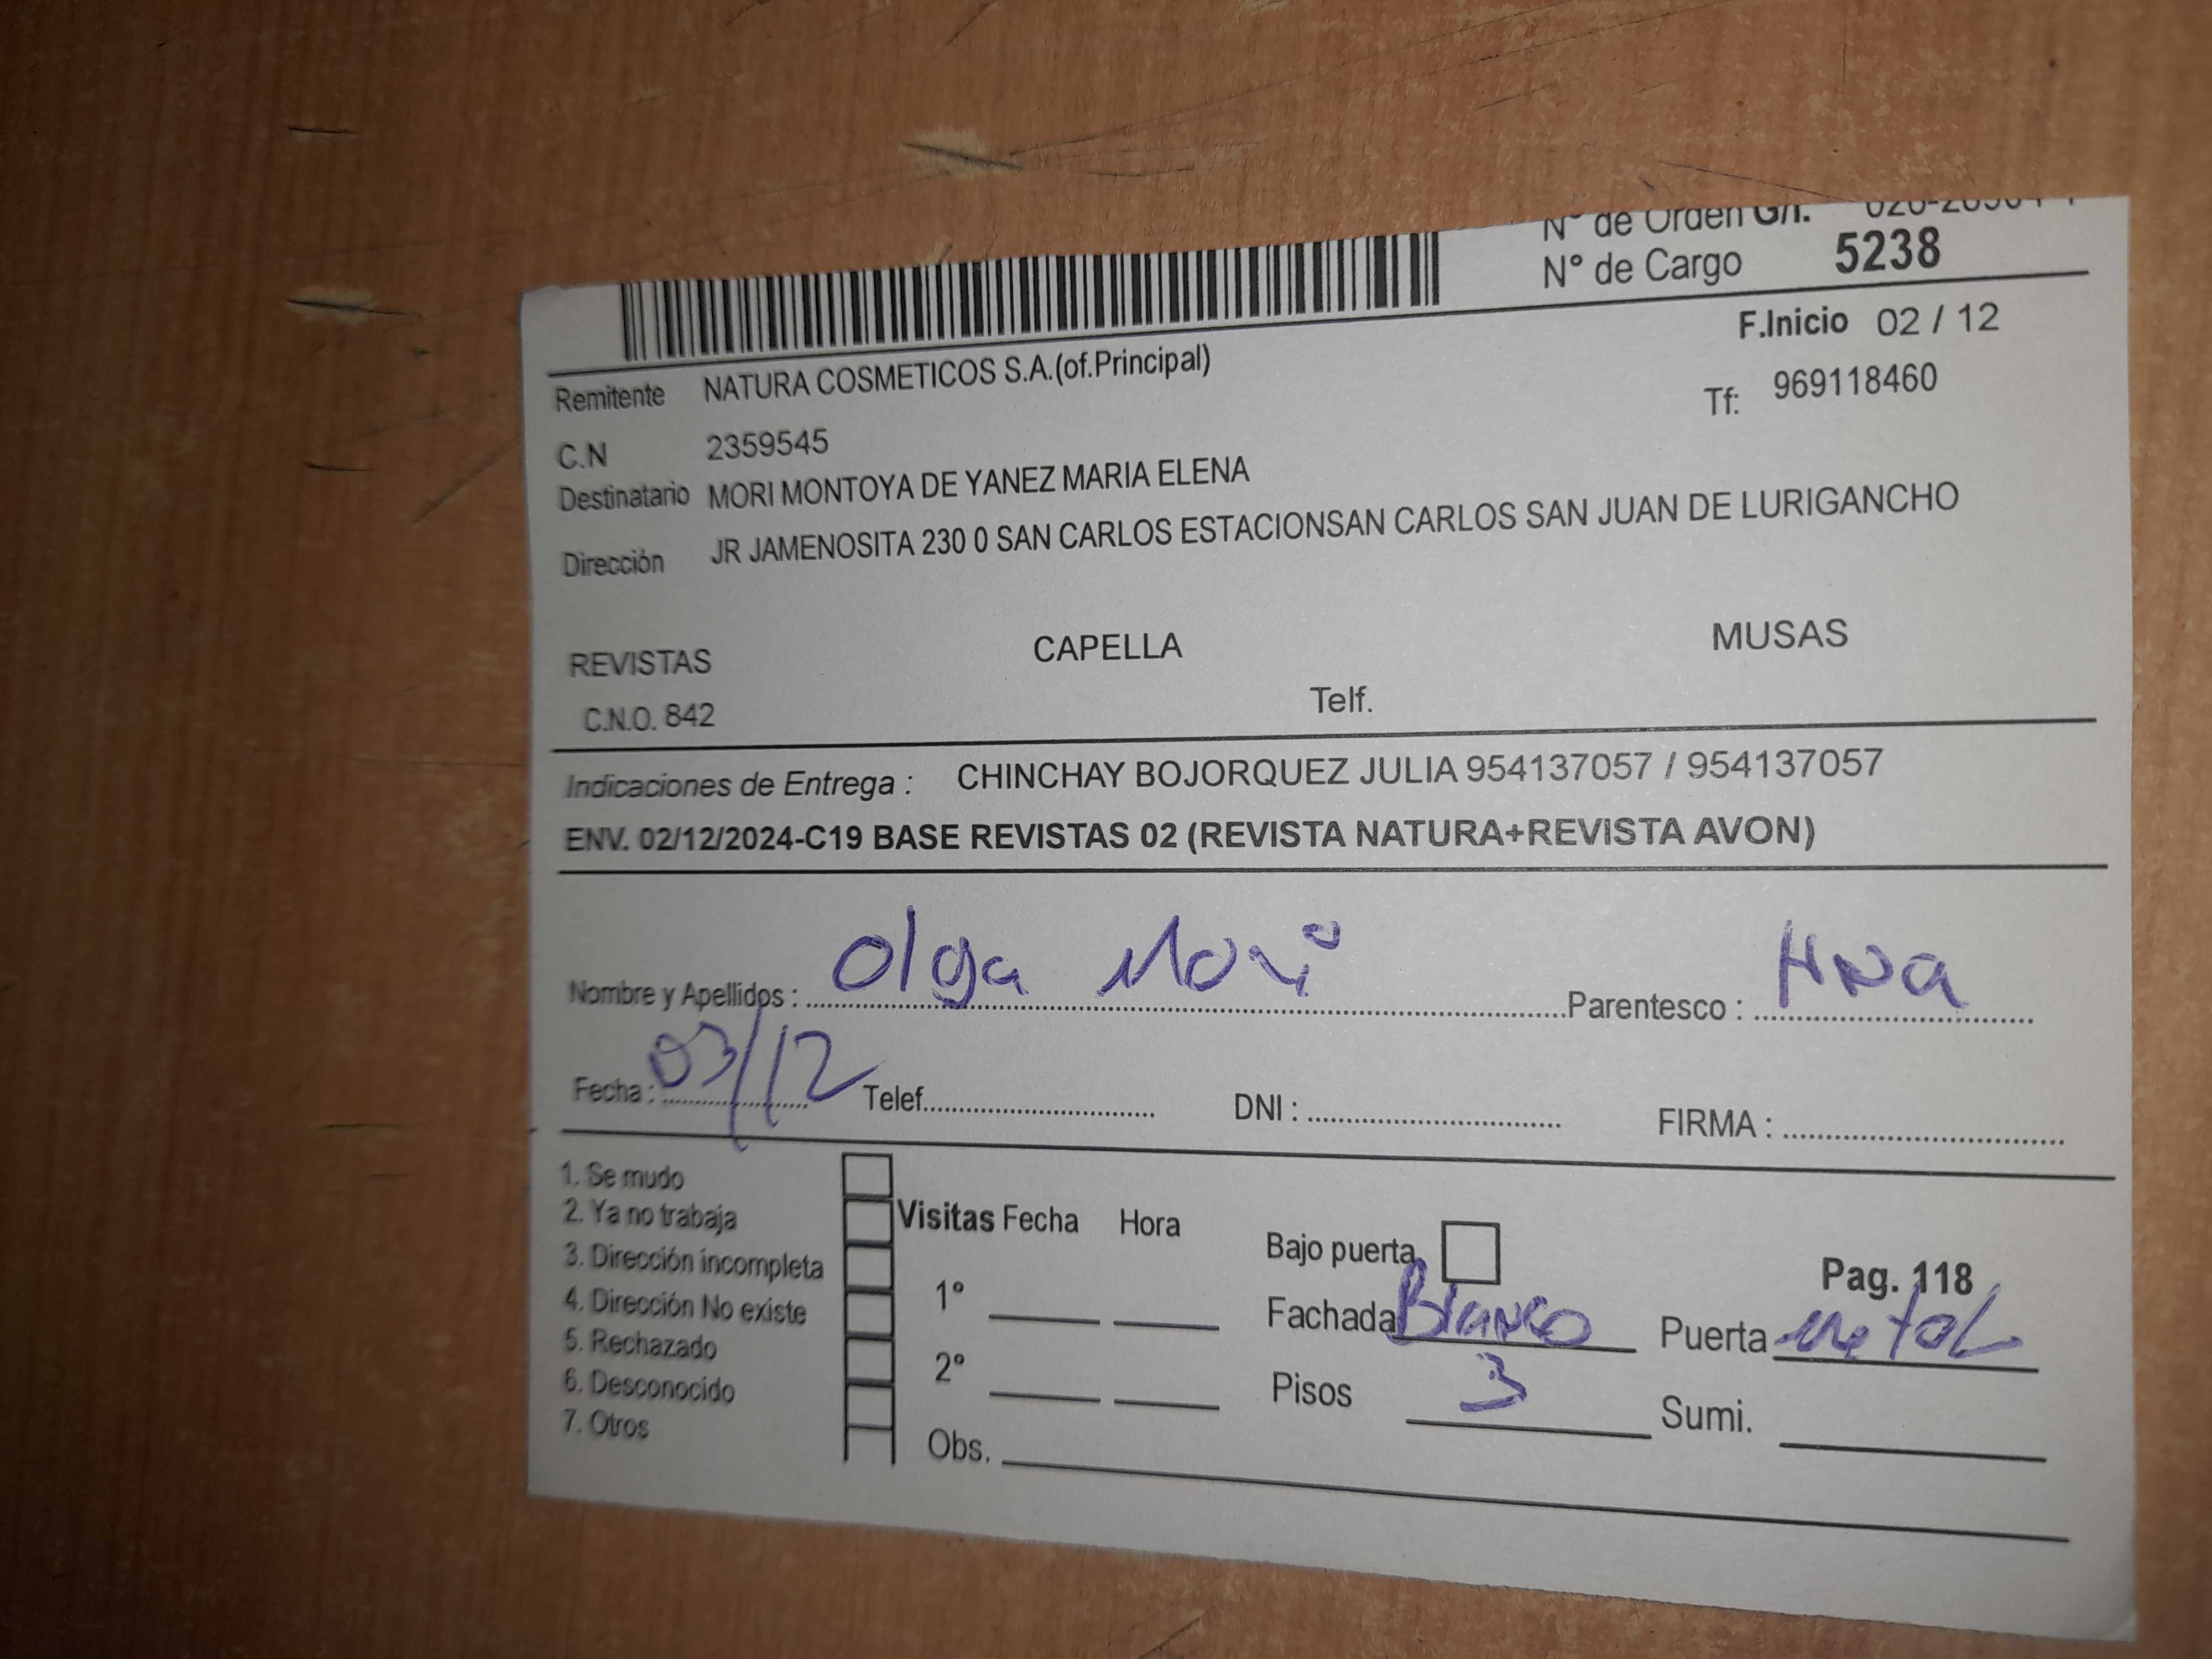 N° de Orden G/I.
N° de Cargo 5238
F.Inicio 02 / 12
Remitente NATURA COSMETICOS S.A.(of.Principal)
Tf: 969118460
C.N 2359545
Destinatario MORI MONTOYA DE YANEZ MARIA ELENA
Dirección JR JAMENOSITA 230 0 SAN CARLOS ESTACIONSAN CARLOS SAN JUAN DE LURIGANCHO
REVISTAS CAPELLA MUSAS
C.N.O. 842 Telf.
Indicaciones de Entrega : CHINCHAY BOJORQUEZ JULIA 954137057 / 954137057
ENV. 02/12/2024-C19 BASE REVISTAS 02 (REVISTA NATURA+REVISTA AVON)
Nombre y Apellidos : Olga Mori Parentesco : HNa
Fecha : 03/12 Telef. DNI : FIRMA :
1. Se mudo
2. Ya no trabaja
3. Dirección incompleta
4. Dirección No existe
5. Rechazado
6. Desconocido
7. Otros
Visitas Fecha Hora
1°
2°
Obs.
Bajo puerta
Pag. 118
Fachada Blanco Puerta metal
Pisos 3 Sumi.